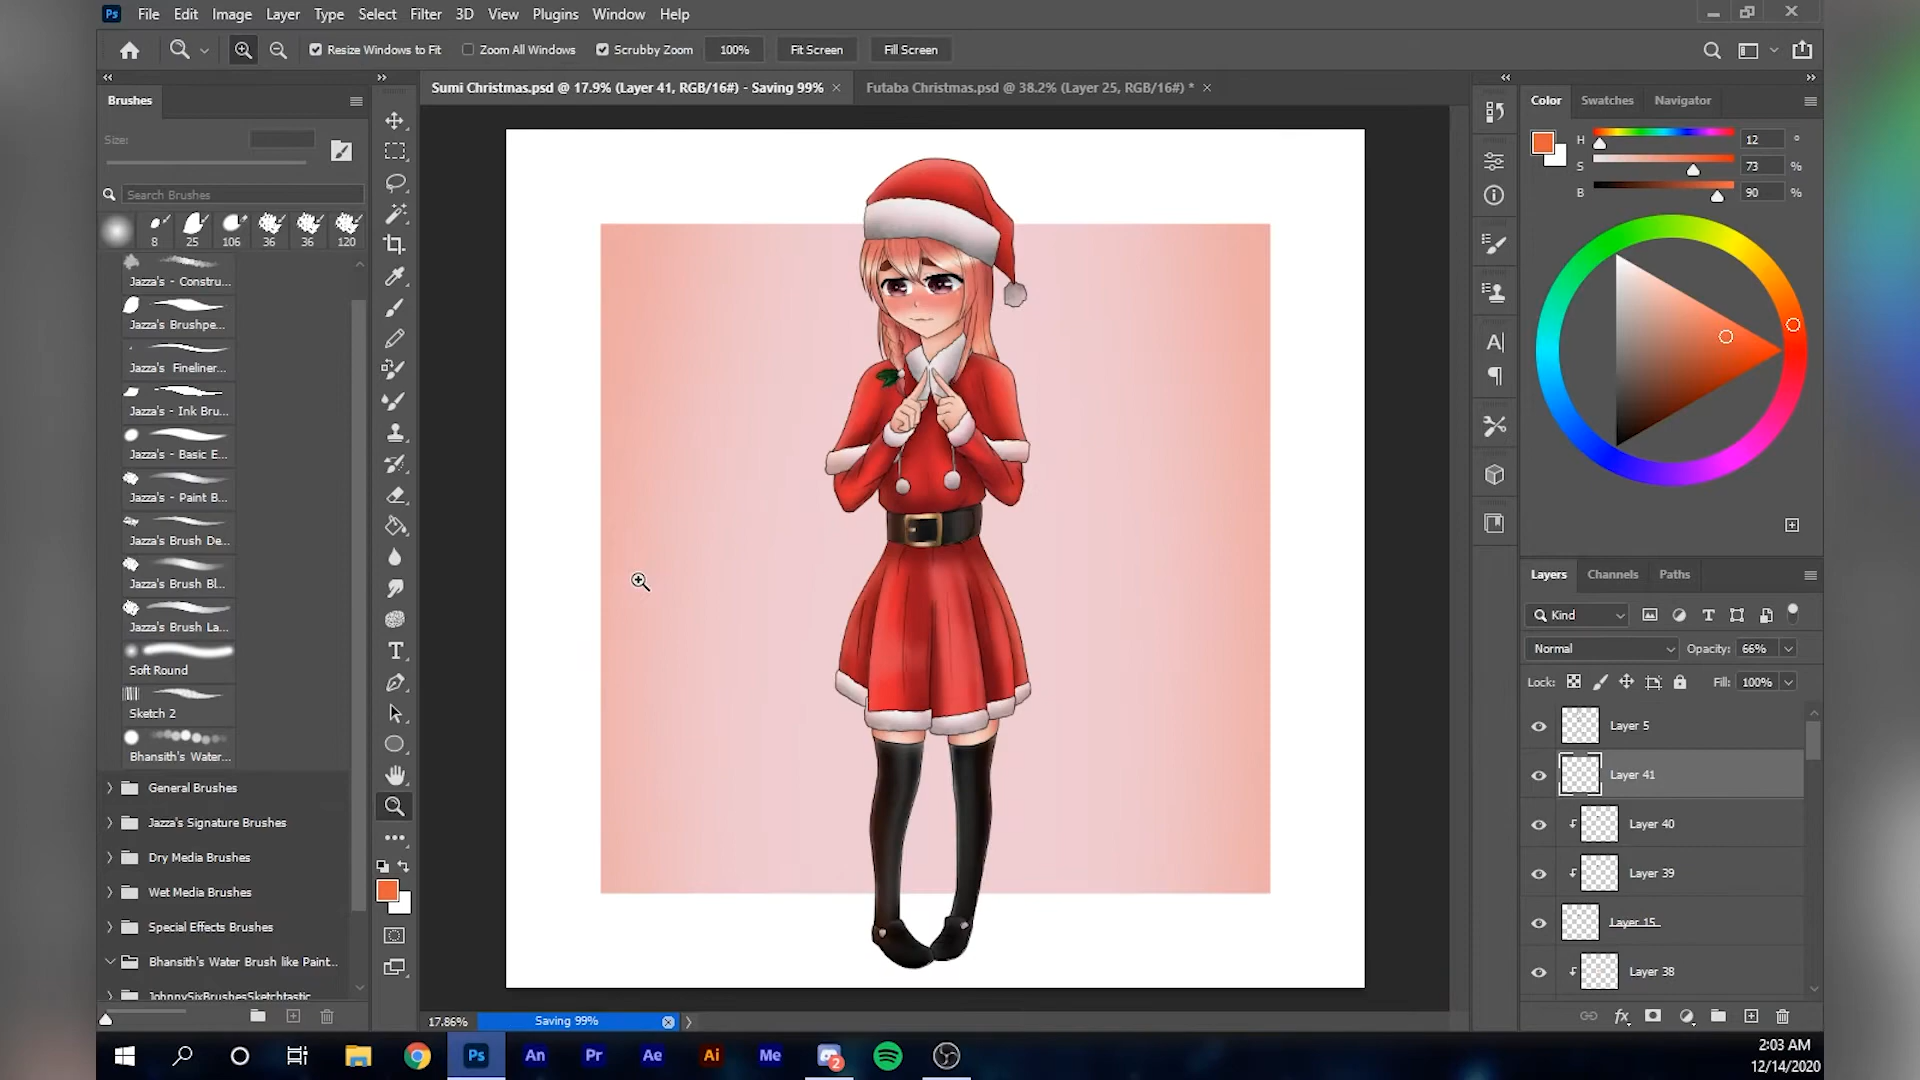 Ps File Edit Image Layer Type Select Filter 3D View Plugins Window Help
Resize Windows to Fit Zoom All Windows Scrubby Zoom 100% Fit Screen Fill Screen
Sumi Christmas.psd @ 17.9% (Layer 41, RGB/16#) - Saving 99% Futaba Christmas.psd @ 38.2% (Layer 25, RGB/16#) *
Brushes
Size:
Search Brushes
8 25 106 36 36 120
Jazza's - Constru...
Jazza's Brushpe...
Jazza's Fineliner...
Jazza's - Ink Bru...
Jazza's - Basic E...
Jazza's - Paint B...
Jazza's Brush De...
Jazza's Brush Bl...
Jazza's Brush La...
Soft Round
Sketch 2
Bhansith's Water...
General Brushes
Jazza's Signature Brushes
Dry Media Brushes
Wet Media Brushes
Special Effects Brushes
Bhansith's Water Brush like Paint...
JohnnySixBrushesSketchtastic
Color Swatches Navigator
H 12 °
S 73 %
B 90 %
Layers Channels Paths
Kind
Normal Opacity: 66%
Lock: Fill: 100%
Layer 5
Layer 41
Layer 40
Layer 39
Layer 15
Layer 38
17.86% Saving 99%
Ps An Pr Ae Ai Me 2
2:03 AM
12/14/2020